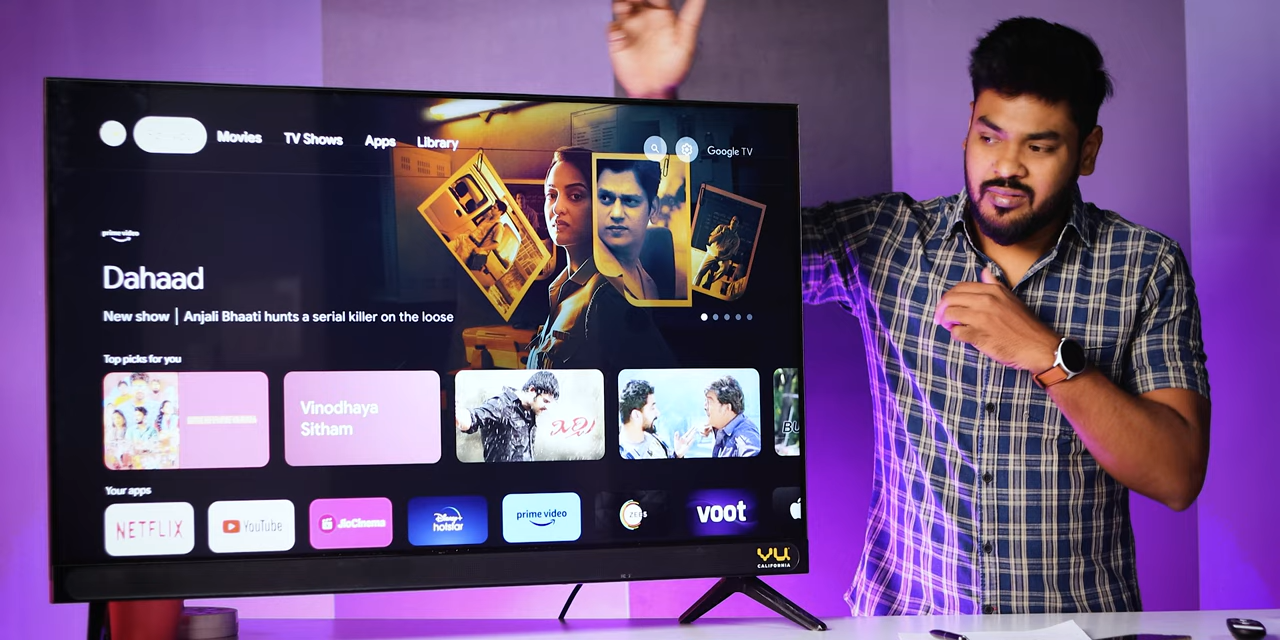 Movies TV Shows Apps Library Google TV
prime video
Dahaad
New show | Anjali Bhaati hunts a serial killer on the loose
Top picks for you
Vinodhaya
Sitham
మిర్చి
BU
Your apps
NETFLIX YouTube JioCinema Disney+ hotstar prime video ZEE5 voot
VU
CALIFORNIA